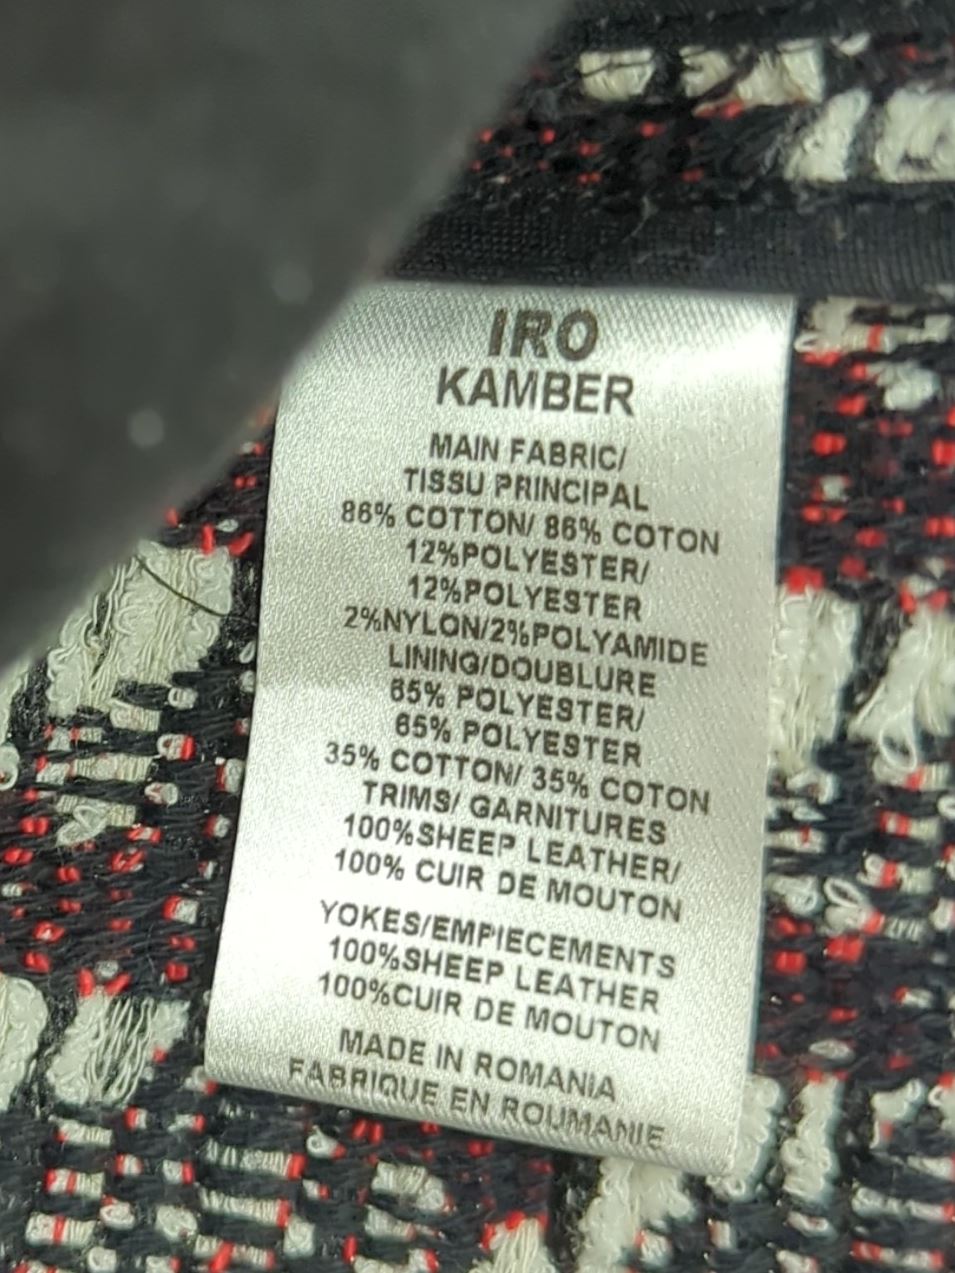 IRO
KAMBER
MAIN FABRIC/
TISSU PRINCIPAL
86% COTTON/ 86% COTON
12%POLYESTER/
12%POLYESTER
2%NYLON/2%POLYAMIDE
LINING/DOUBLURE
65% POLYESTER/
65% POLYESTER
35% COTTON/ 35% COTON
TRIMS/ GARNITURES
100%SHEEP LEATHER/
100% CUIR DE MOUTON
YOKES/EMPIECEMENTS
100%SHEEP LEATHER
100%CUIR DE MOUTON
MADE IN ROMANIA
FABRIQUE EN ROUMANIE